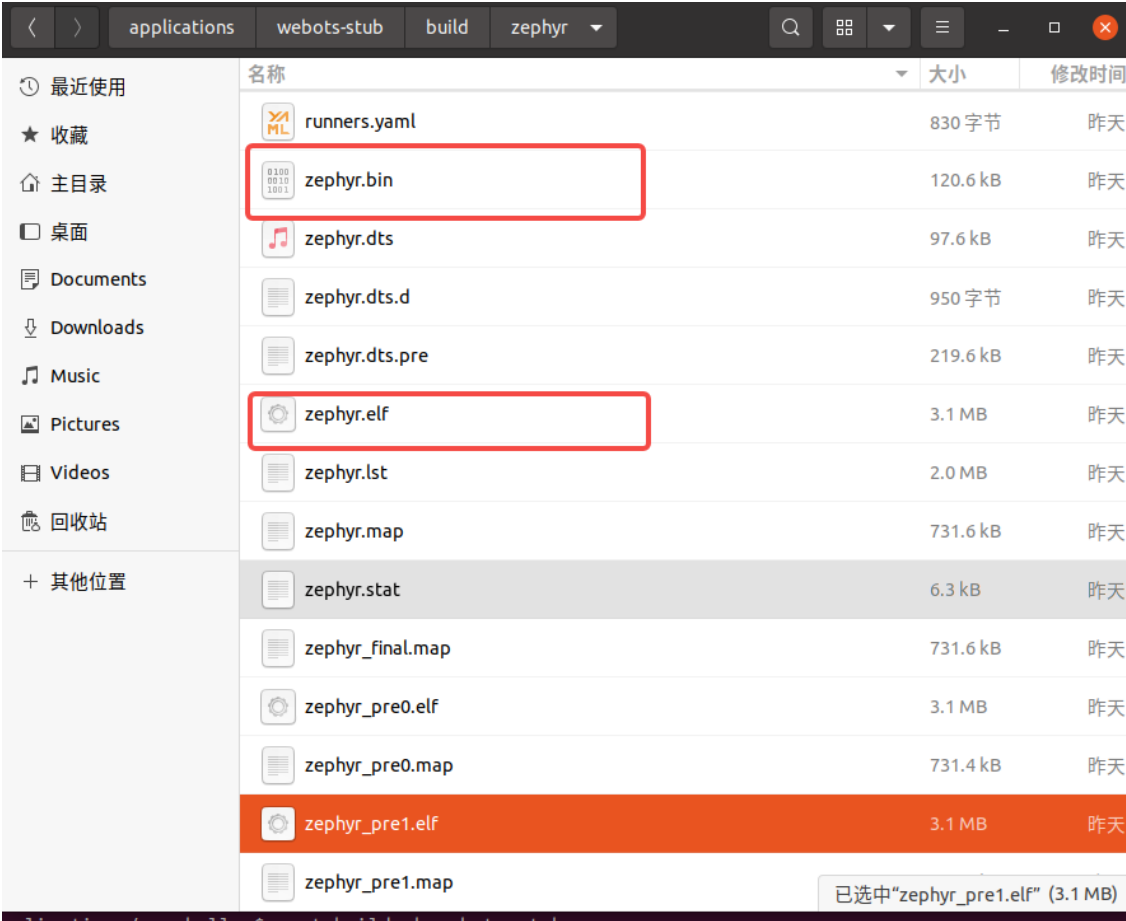 applications webots-stub build zephyr
最近使用
收藏
主目录
桌面
Documents
Downloads
Music
Pictures
Videos
回收站
其他位置
名称 大小 修改时间
YAML runners.yaml 830 字节 昨天
0100 0010 1001 zephyr.bin 120.6 kB 昨天
zephyr.dts 97.6 kB 昨天
zephyr.dts.d 950 字节 昨天
zephyr.dts.pre 219.6 kB 昨天
zephyr.elf 3.1 MB 昨天
zephyr.lst 2.0 MB 昨天
zephyr.map 731.6 kB 昨天
zephyr.stat 6.3 kB 昨天
zephyr_final.map 731.6 kB 昨天
zephyr_pre0.elf 3.1 MB 昨天
zephyr_pre0.map 731.4 kB 昨天
zephyr_pre1.elf 3.1 MB 昨天
zephyr_pre1.map
已选中“zephyr_pre1.elf” (3.1 MB)